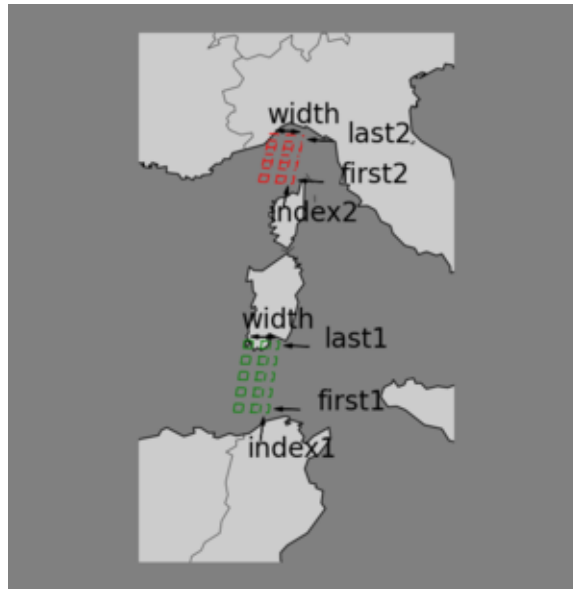 width
last2
first2
index2
width
last1
first1
index1